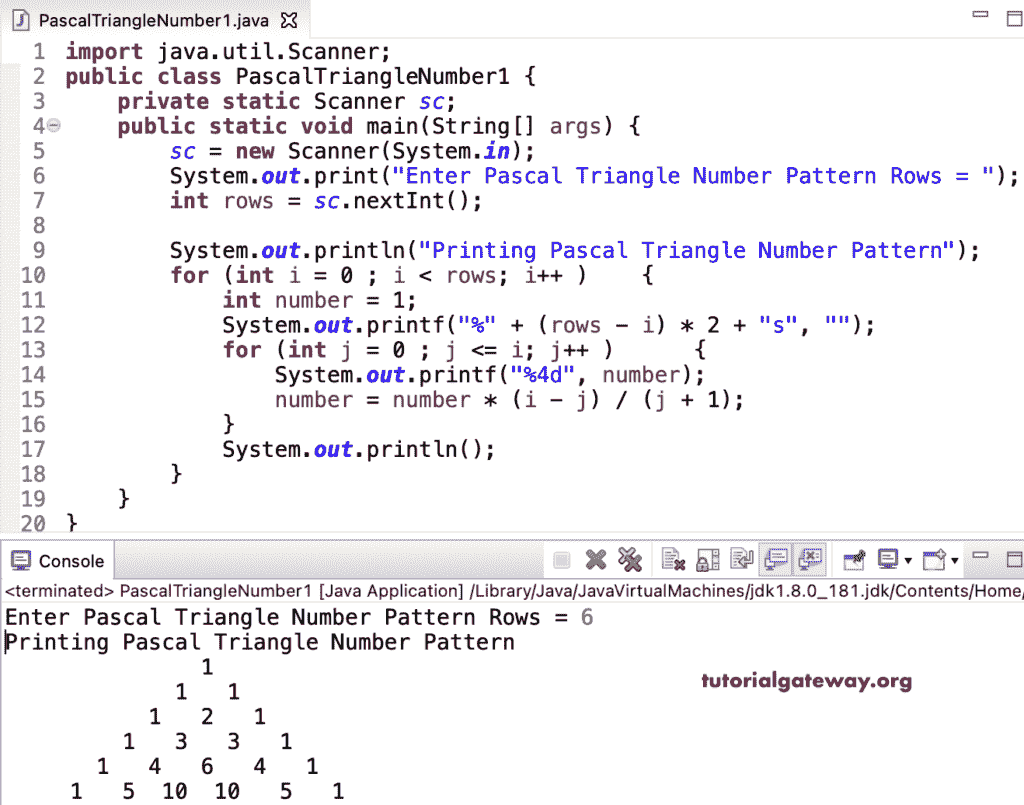 PascalTriangleNumber1.java
1 import java.util.Scanner;
2 public class PascalTriangleNumber1 {
3     private static Scanner sc;
4     public static void main(String[] args) {
5         sc = new Scanner(System.in);
6         System.out.print("Enter Pascal Triangle Number Pattern Rows = ");
7         int rows = sc.nextInt();
8
9         System.out.println("Printing Pascal Triangle Number Pattern");
10         for (int i = 0 ; i < rows; i++ )    {
11             int number = 1;
12             System.out.printf("%" + (rows - i) * 2 + "s", "");
13             for (int j = 0 ; j <= i; j++ )      {
14                 System.out.printf("%4d", number);
15                 number = number * (i - j) / (j + 1);
16             }
17             System.out.println();
18         }
19     }
20 }
Console
<terminated> PascalTriangleNumber1 [Java Application] /Library/Java/JavaVirtualMachines/jdk1.8.0_181.jdk/Contents/Home/
Enter Pascal Triangle Number Pattern Rows = 6
Printing Pascal Triangle Number Pattern
               1
             1   1
           1   2   1
         1   3   3   1
       1   4   6   4   1
     1   5  10  10   5   1
tutorialgateway.org